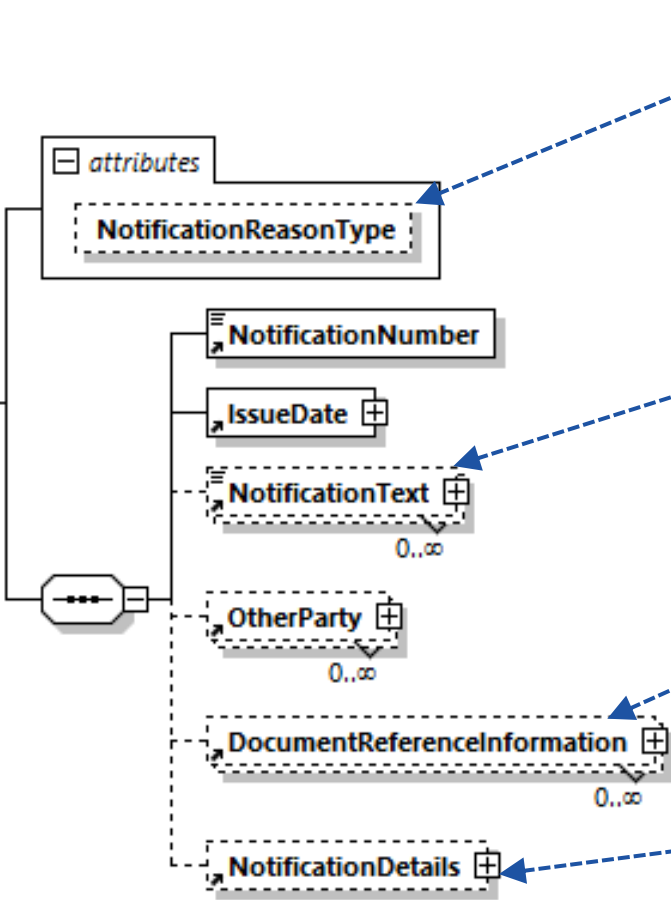 attributes
NotificationReasonType
NotificationNumber
IssueDate
NotificationText
0..∞
OtherParty
0..∞
DocumentReferenceInformation
0..∞
NotificationDetails